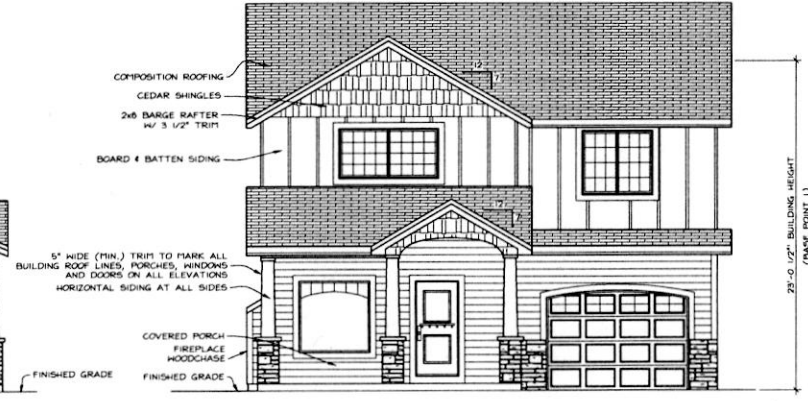 COMPOSITION ROOFING
CEDAR SHINGLES
2x6 BARGE RAFTER
W/ 3 1/2" TRIM
BOARD & BATTEN SIDING
5" WIDE (MIN.) TRIM TO MARK ALL
BUILDING ROOF LINES, PORCHES, WINDOWS
AND DOORS ON ALL ELEVATIONS
HORIZONTAL SIDING AT ALL SIDES
COVERED PORCH
FIREPLACE
WOODCHASE
FINISHED GRADE
FINISHED GRADE
12
7
12
7
23'-0 1/2" BUILDING HEIGHT
(BASE POINT 1)